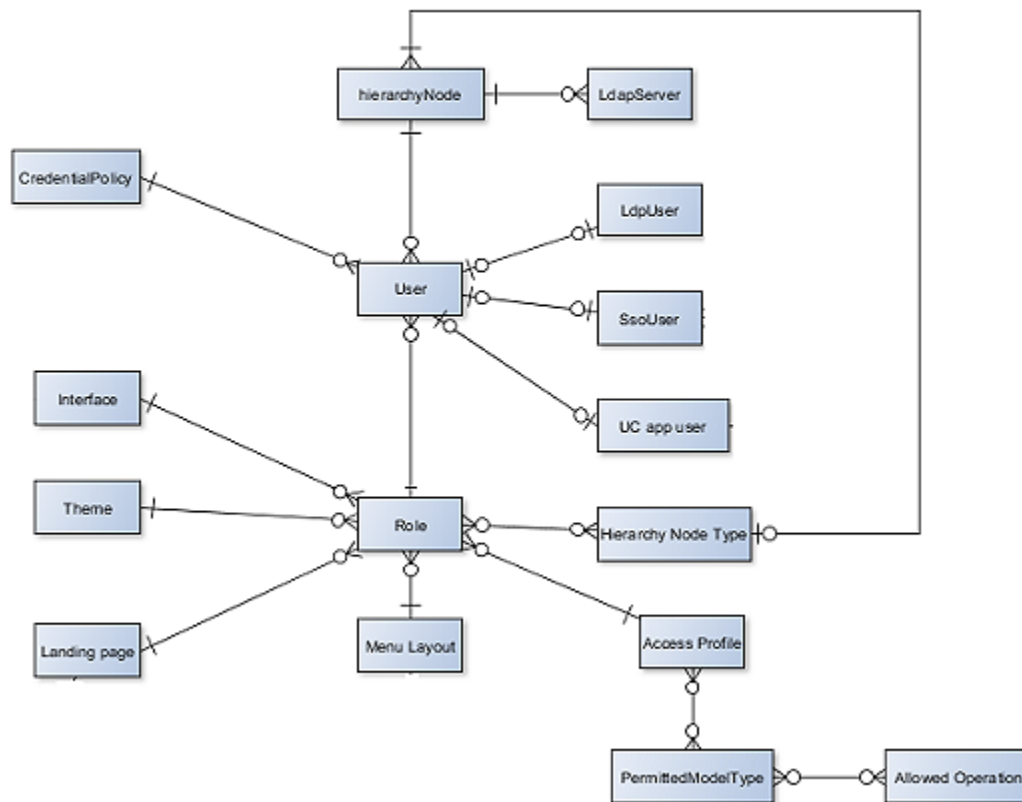 hierarchyNode
LdapServer
CredentialPolicy
LdpUser
User
SsoUser
Interface
UC app user
Theme
Role
Hierarchy Node Type
Landing page
Menu Layout
Access Profile
PermittedModelType
Allowed Operation